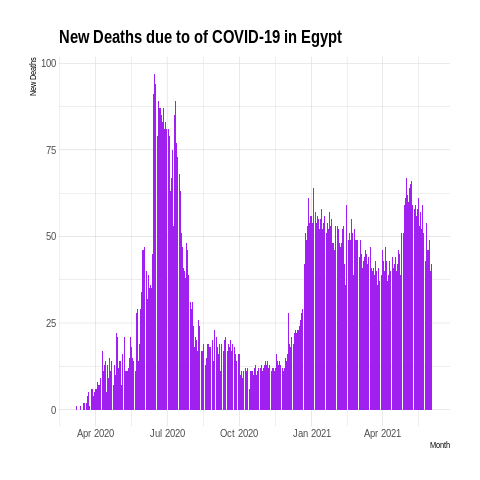 New Deaths due to of COVID-19 in Egypt
New Deaths
100
75
50
25
0
Apr 2020 Jul 2020 Oct 2020 Jan 2021 Apr 2021
Month